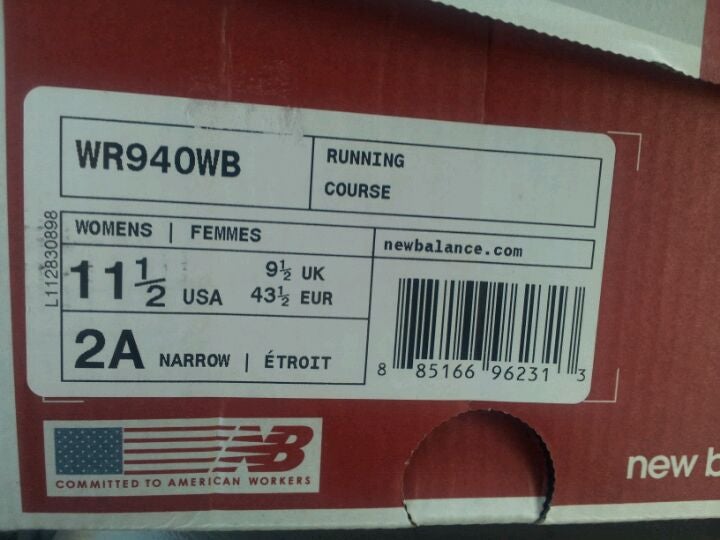 WR940WB
RUNNING
COURSE
L112830898
WOMENS | FEMMES
newbalance.com
11½ USA
9½ UK
43½ EUR
2A NARROW | ÉTROIT
8 85166 96231 3
NB
COMMITTED TO AMERICAN WORKERS
new b